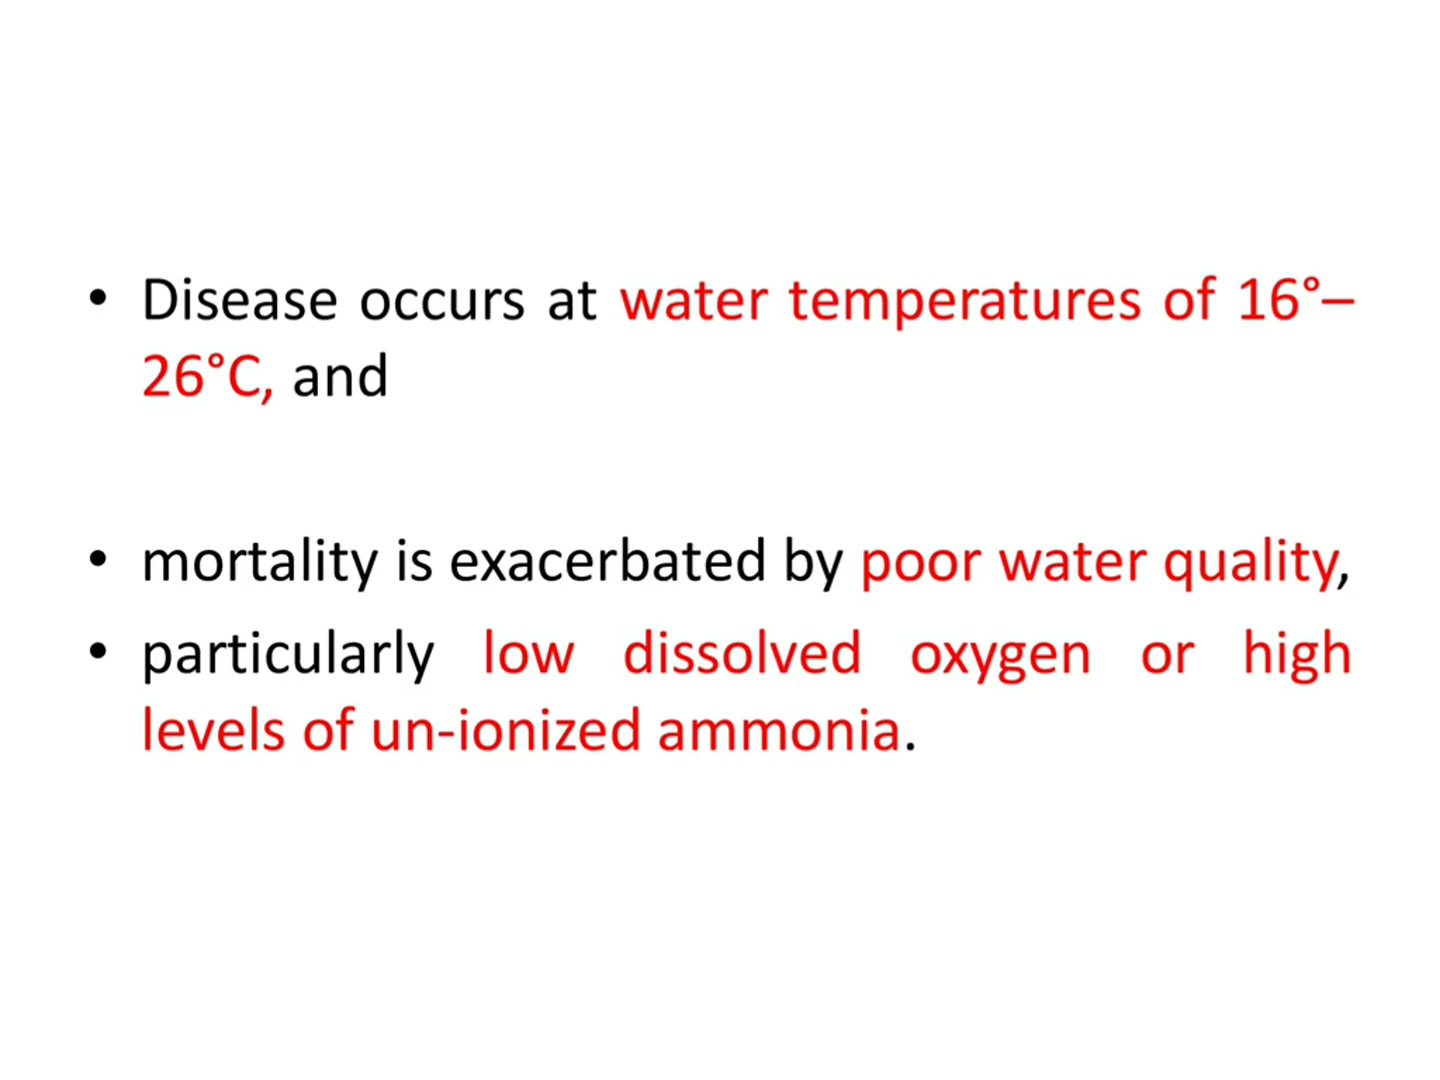 • Disease occurs at water temperatures of 16°–
26°C, and
• mortality is exacerbated by poor water quality,
• particularly low dissolved oxygen or high
levels of un-ionized ammonia.